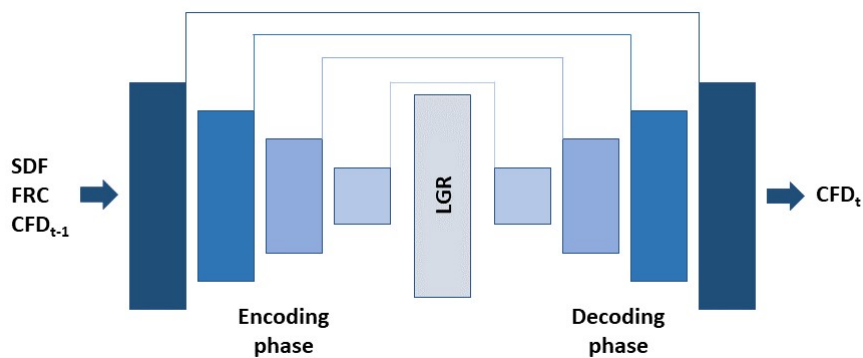 SDF
FRC
CFDt-1
LGR
CFDt
Encoding
phase
Decoding
phase